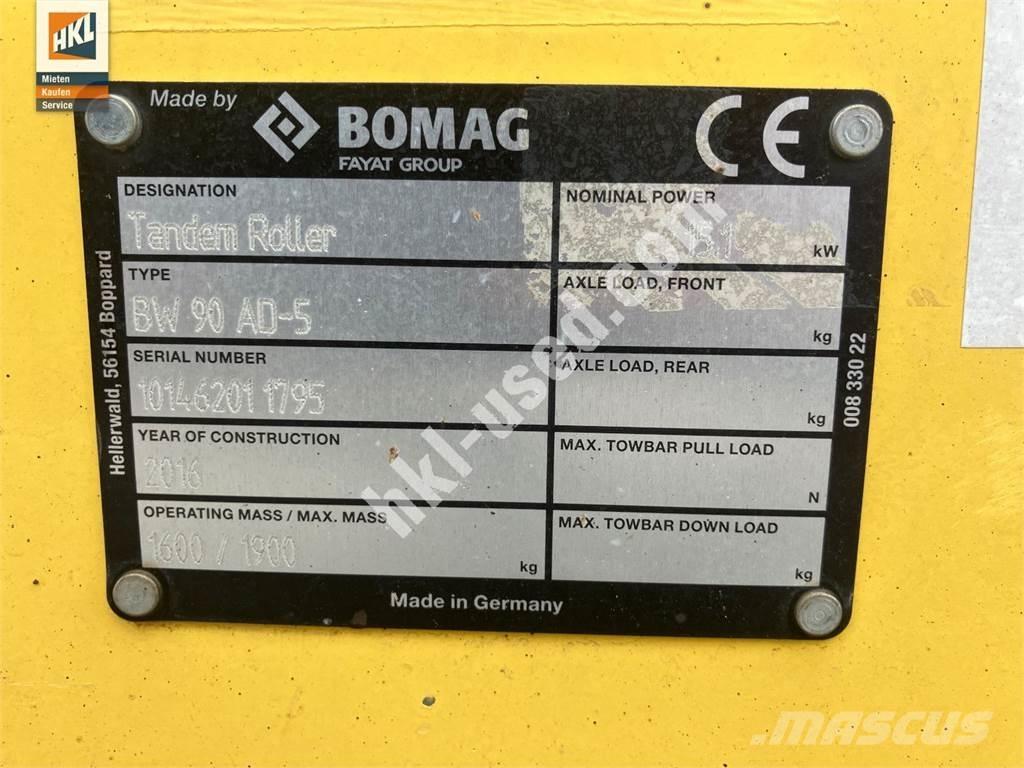 HKL
Mieten
Kaufen
Service
Made by
BOMAG
FAYAT GROUP
CE
Hellerwald, 56154 Boppard
DESIGNATION
Tandem Roller
TYPE
BW 90 AD-5
SERIAL NUMBER
101462011795
YEAR OF CONSTRUCTION
2016
OPERATING MASS / MAX. MASS
1600 / 1900
kg
NOMINAL POWER
15.1
kW
AXLE LOAD, FRONT
kg
AXLE LOAD, REAR
kg
MAX. TOWBAR PULL LOAD
N
MAX. TOWBAR DOWN LOAD
kg
008 330 22
Made in Germany
hkl-used.com
MASCUS